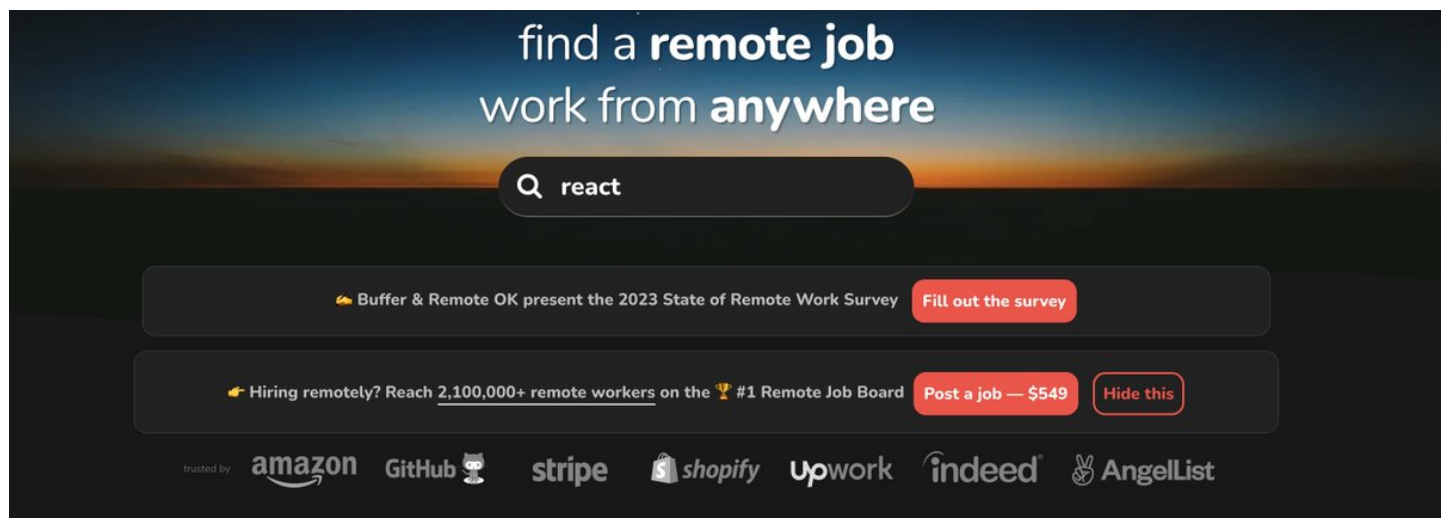 find a remote job
work from anywhere
react
✍️ Buffer & Remote OK present the 2023 State of Remote Work Survey Fill out the survey
👉 Hiring remotely? Reach 2,100,000+ remote workers on the 🏆 #1 Remote Job Board Post a job — $549 Hide this
trusted by amazon GitHub stripe shopify upwork indeed AngelList